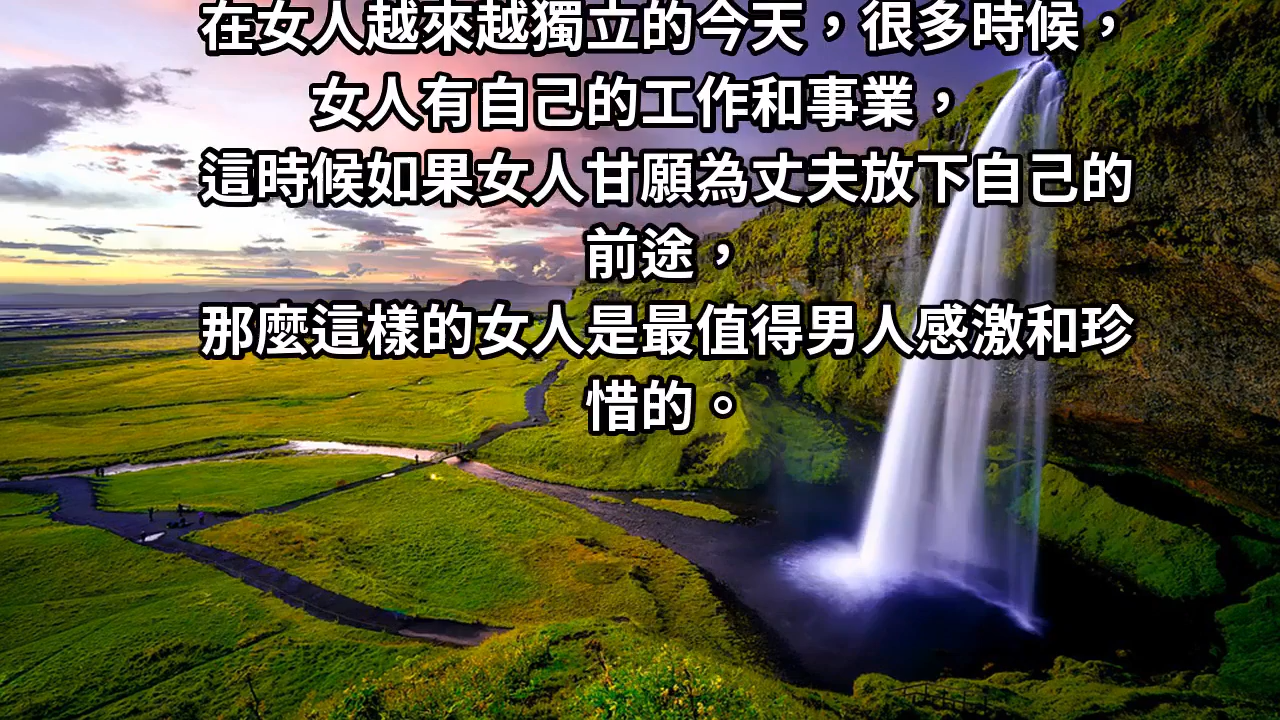 在女人越來越獨立的今天，很多時候，
女人有自己的工作和事業，
這時候如果女人甘願為丈夫放下自己的
前途，
那麼這樣的女人是最值得男人感激和珍
惜的。